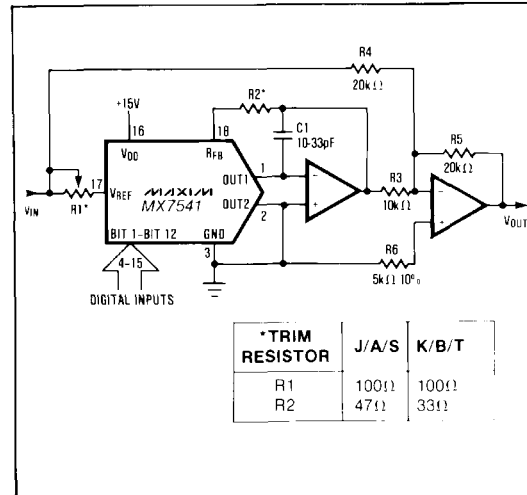 R4
20kΩ
+15V
R2*
16
18
C1
10-33pF
R5
20kΩ
VDD
RFB
17
VREF
MAXIM
MX7541
OUT1
1
OUT2
2
R3
10kΩ
VIN
R1*
VOUT
BIT 1-BIT 12
GND
3
4-15
R6
5kΩ 10%
DIGITAL INPUTS
*TRIM RESISTOR J/A/S K/B/T
R1 100Ω 100Ω
R2 47Ω 33Ω